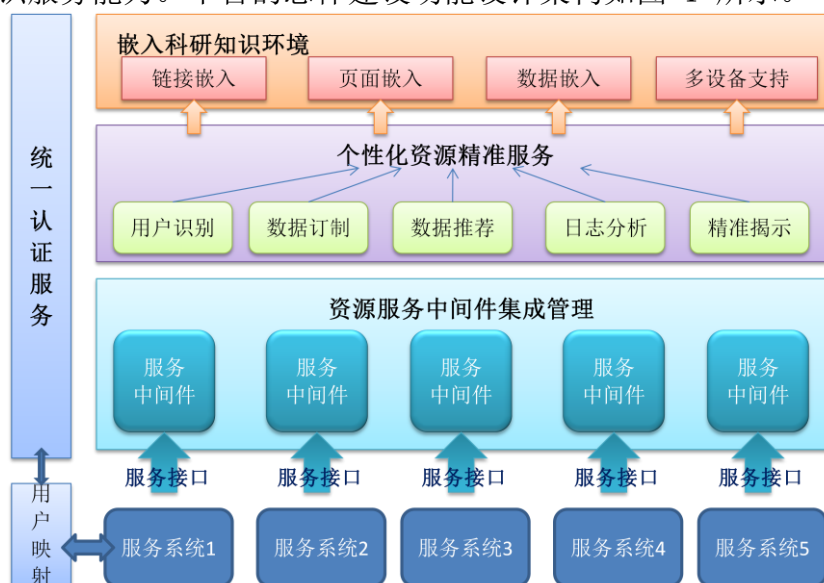 嵌入科研知识环境
链接嵌入
页面嵌入
数据嵌入
多设备支持
统一认证服务
个性化资源精准服务
用户识别
数据订制
数据推荐
日志分析
精准揭示
资源服务中间件集成管理
服务
中间件
服务
中间件
服务
中间件
服务
中间件
服务
中间件
服务接口
服务接口
服务接口
服务接口
服务接口
用户映射
服务系统1
服务系统2
服务系统3
服务系统4
服务系统5